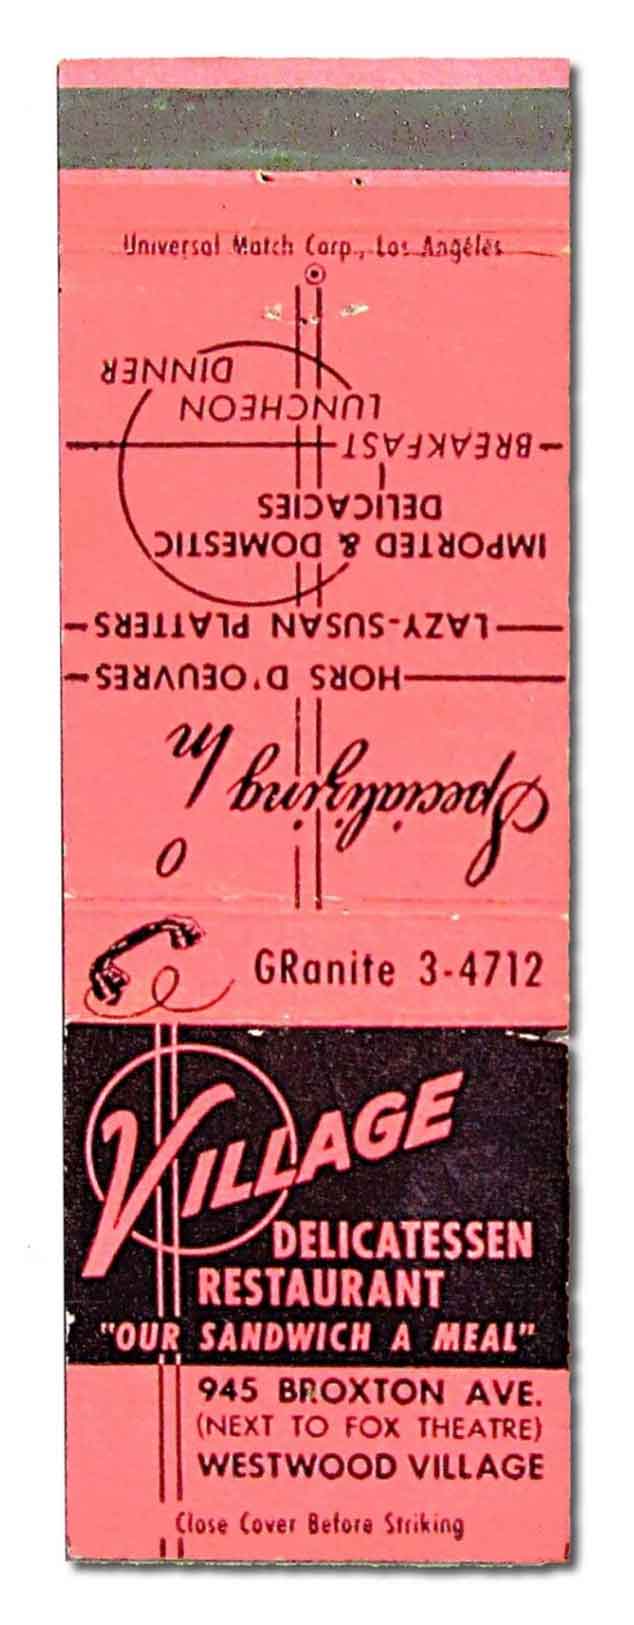 Universal Match Corp., Los Angeles
Specializing
In
HORS D'OEUVRES
LAZY-SUSAN PLATTERS
IMPORTED & DOMESTIC
DELICACIES
BREAKFAST
LUNCHEON
DINNER
GRanite 3-4712
VILLAGE
DELICATESSEN
RESTAURANT
"OUR SANDWICH A MEAL"
945 BROXTON AVE.
(NEXT TO FOX THEATRE)
WESTWOOD VILLAGE
Close Cover Before Striking